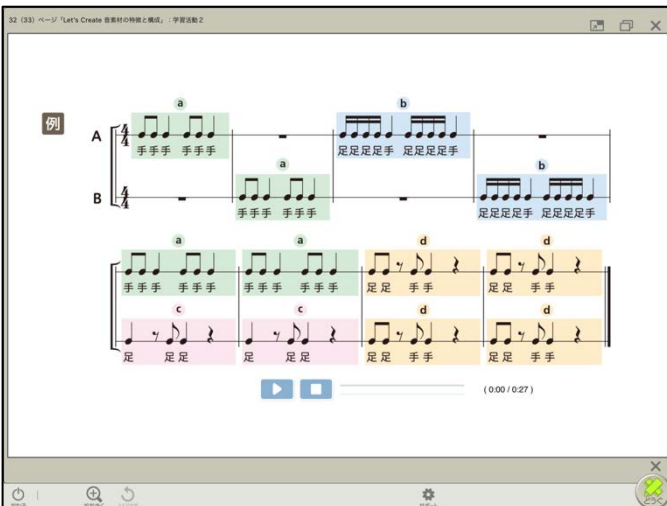 32（33）ページ「Let's Create 音素材の特徴と構成」：学習活動2
例
a
b
A 4/4
手手手 手手手
足足足足手 足足足足手
a
b
B 4/4
手手手 手手手
足足足足手 足足足足手
a a d d
手手手 手手手 手手手 手手手 足足 手手 足足 手手
c c d d
足 足足 足 足足 足足 手手 足足 手手
( 0:00 / 0:27 )